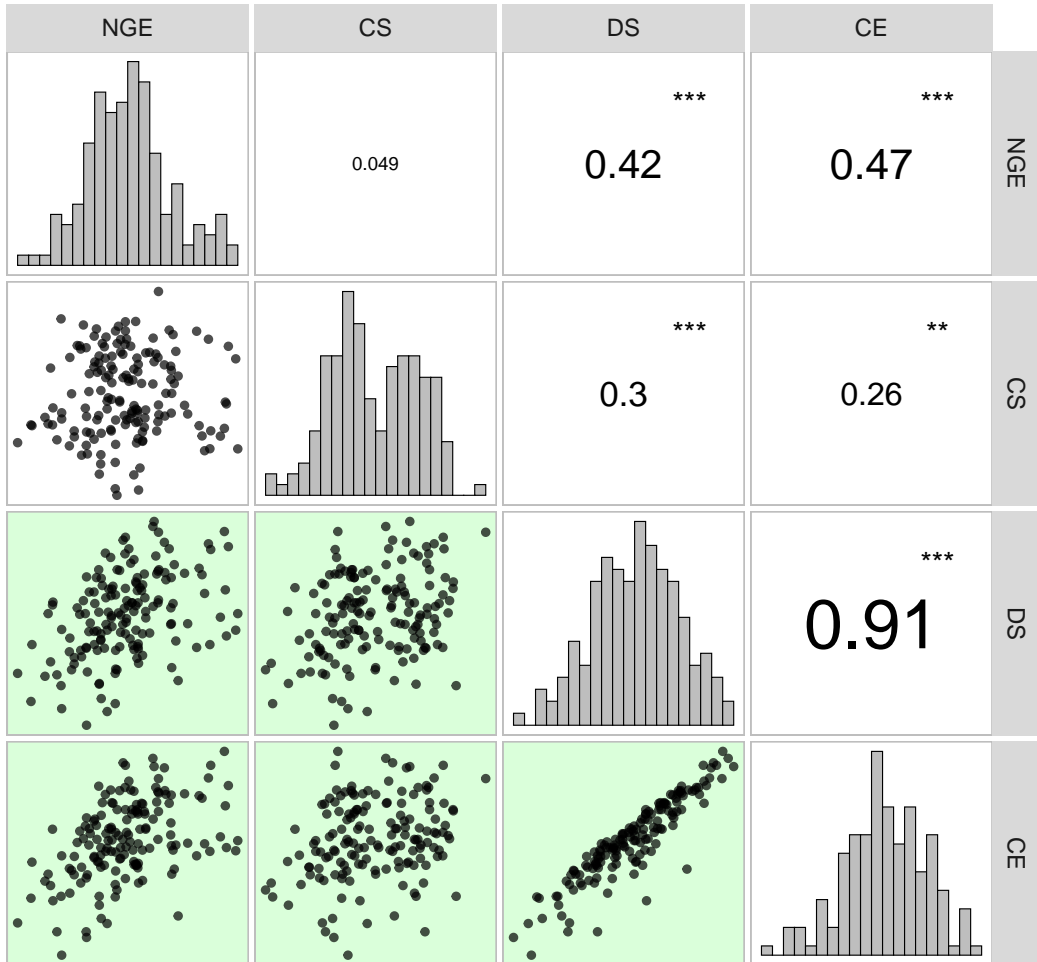 NGE CS DS CE
*** ***
0.049 0.42 0.47 NGE
*** **
0.3 0.26 CS
***
0.91 DS
CE